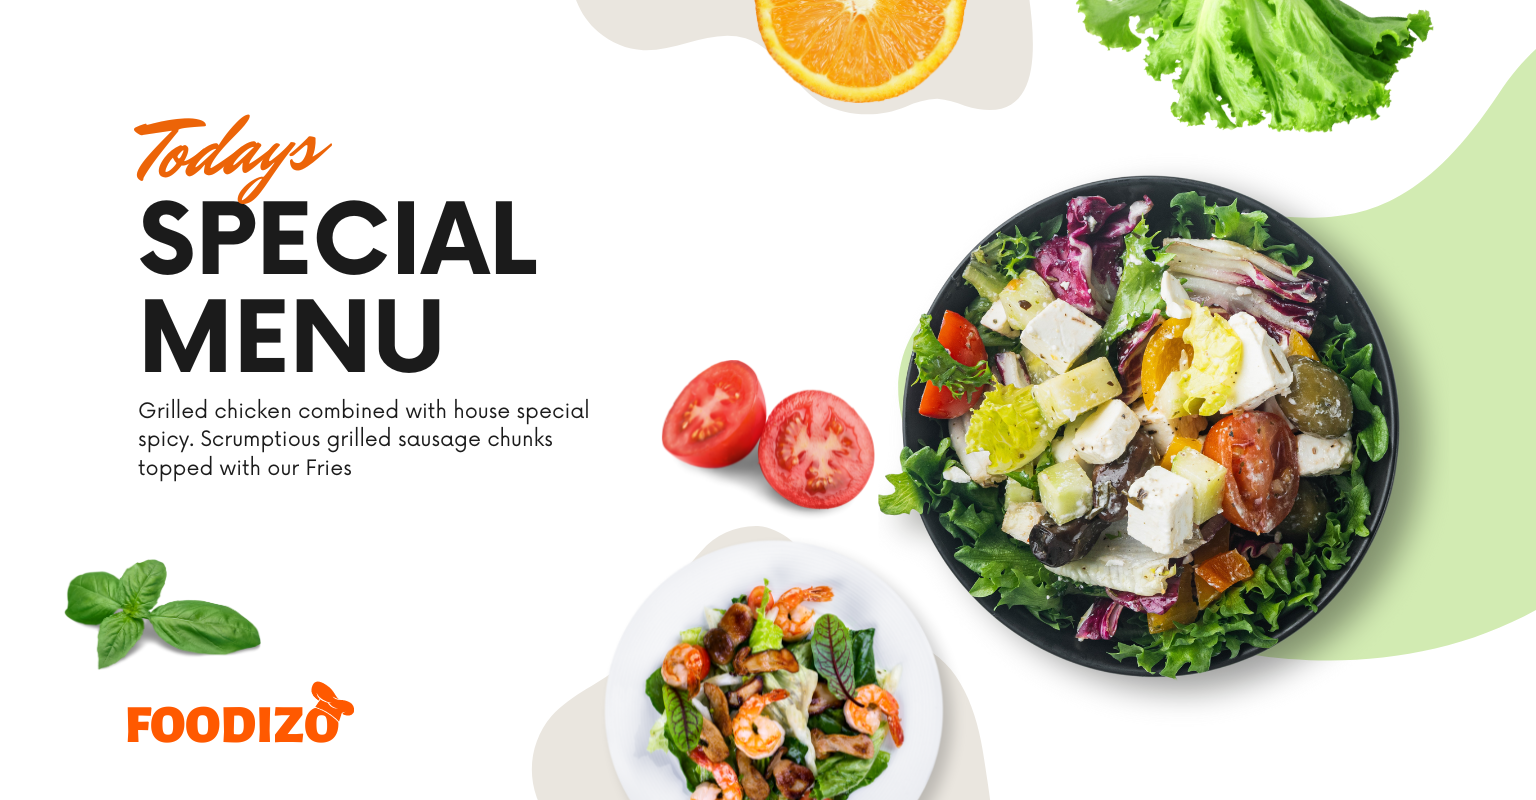 Todays
SPECIAL
MENU
Grilled chicken combined with house special
spicy. Scrumptious grilled sausage chunks
topped with our Fries
FOODIZO